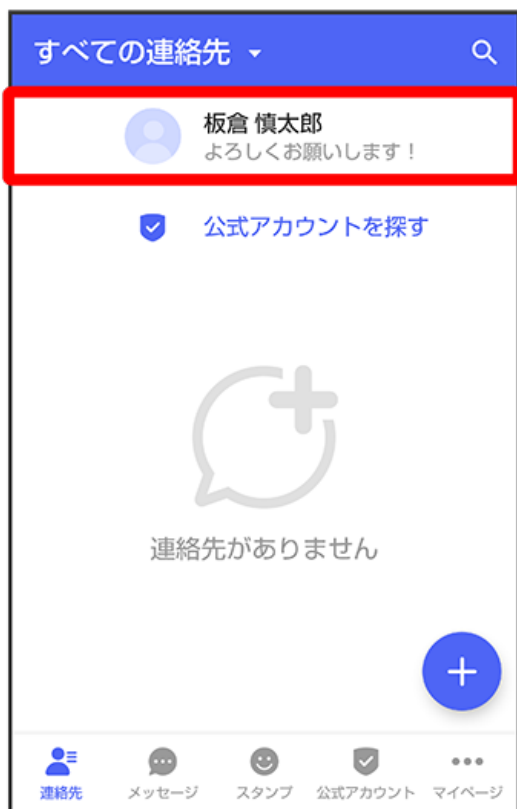 すべての連絡先
板倉 慎太郎
よろしくお願いします！
公式アカウントを探す
連絡先がありません
連絡先 メッセージ スタンプ 公式アカウント マイページ